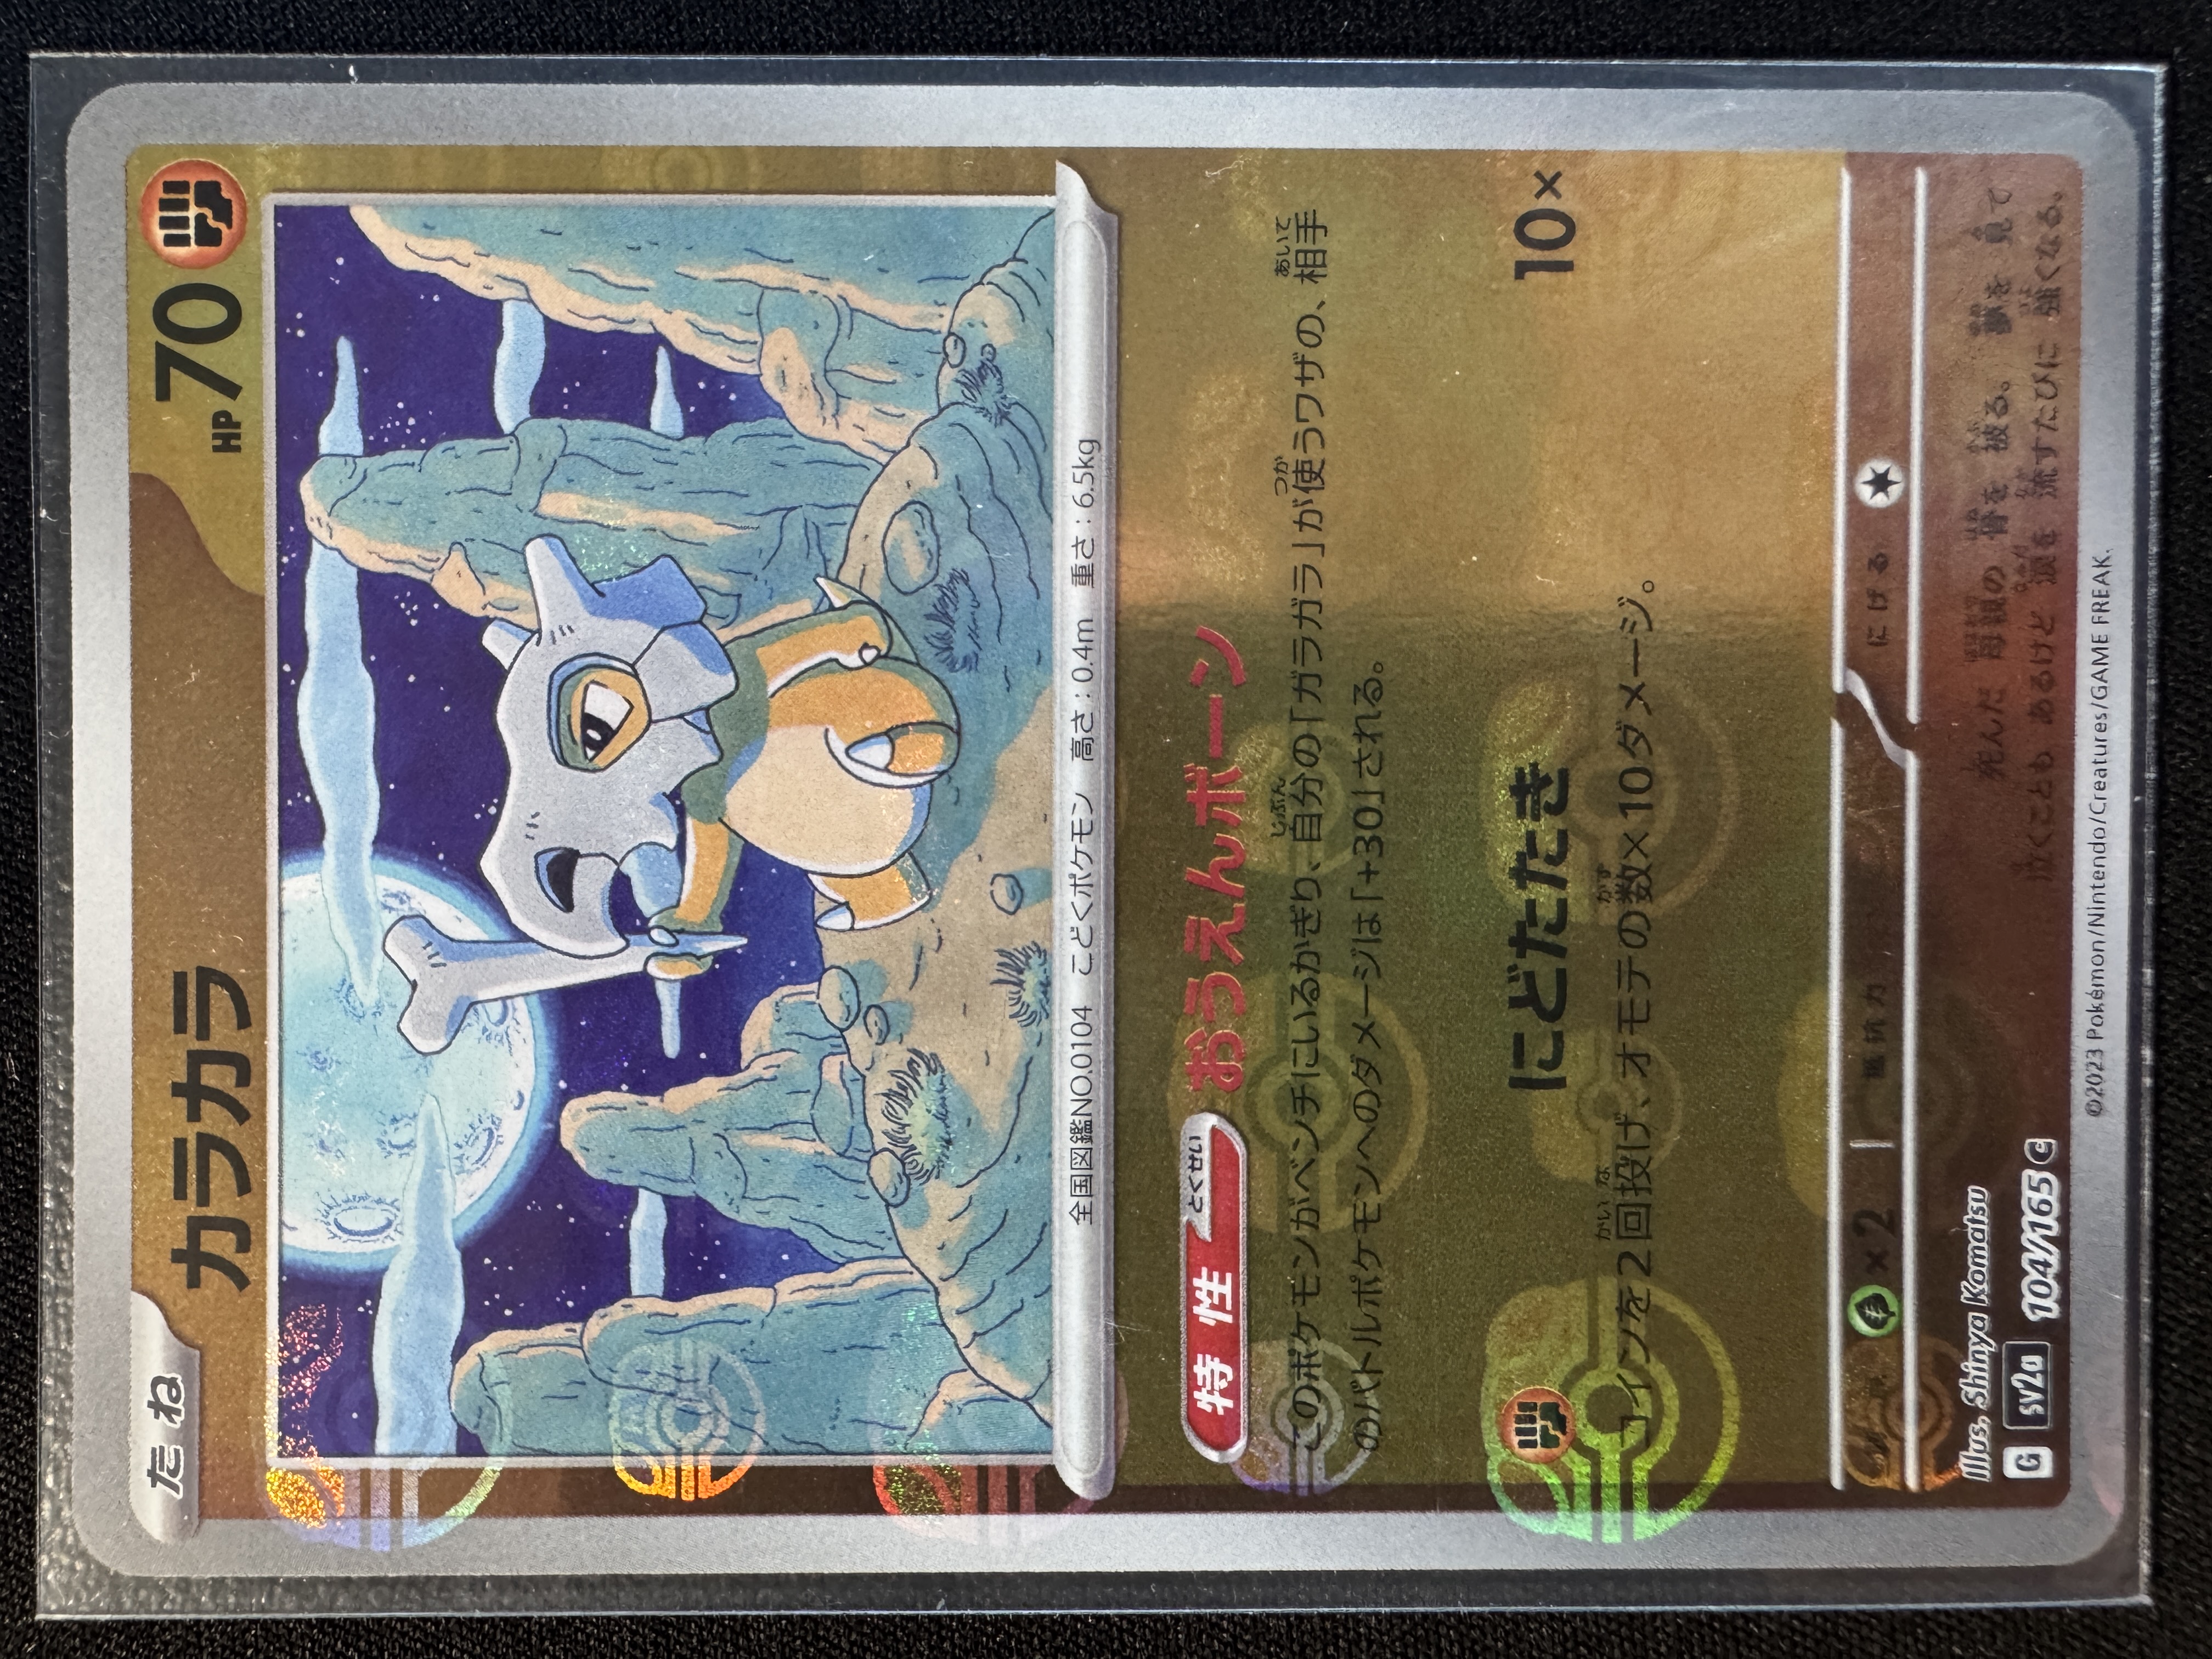 たね カラカラ HP70
全国図鑑NO.0104 こどくポケモン 高さ:0.4m 重さ:6.5kg
特性 とくせい おうえんボーン
じぶん つか あいて
このポケモンがベンチにいるかぎり、自分の「ガラガラ」が使うワザの、相手
のバトルポケモンへのダメージは「+30」される。
にどたたき 10×
かい な かず
コインを2回投げ、オモテの数×10ダメージ。
×2 抵抗力 にげる
Illus. Shinya Komatsu
死んだ 母親の 骨を 被る。 夢を 見て
G sv2a 104/165 C
泣くことも あるけど 涙を 流すたびに 強くなる。
©2023 Pokémon/Nintendo/Creatures/GAME FREAK.